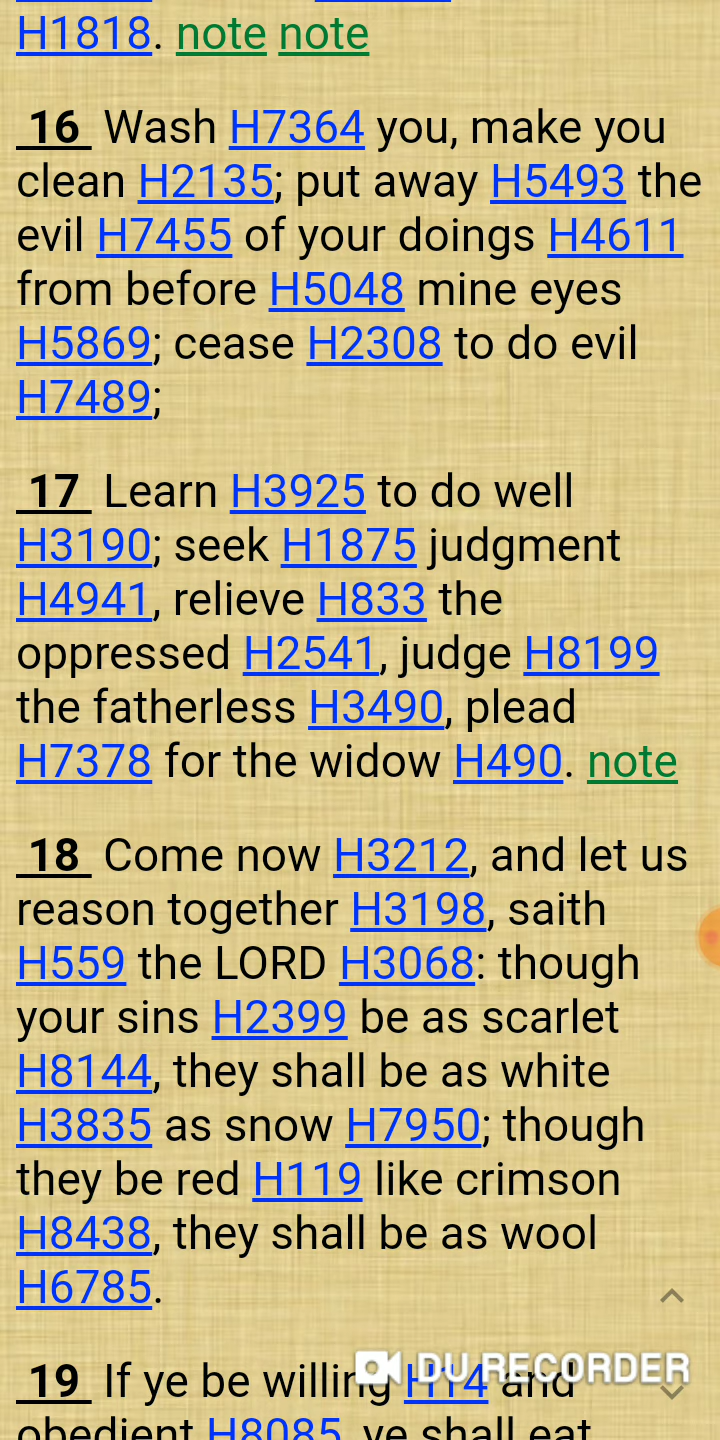 H1818. note note
16 Wash H7364 you, make you
clean H2135; put away H5493 the
evil H7455 of your doings H4611
from before H5048 mine eyes
H5869; cease H2308 to do evil
H7489;
17 Learn H3925 to do well
H3190; seek H1875 judgment
H4941, relieve H833 the
oppressed H2541, judge H8199
the fatherless H3490, plead
H7378 for the widow H490. note
18 Come now H3212, and let us
reason together H3198, saith
H559 the LORD H3068: though
your sins H2399 be as scarlet
H8144, they shall be as white
H3835 as snow H7950; though
they be red H119 like crimson
H8438, they shall be as wool
H6785.
19 If ye be willing H14 and
DU RECORDER
obedient H8085, ye shall eat